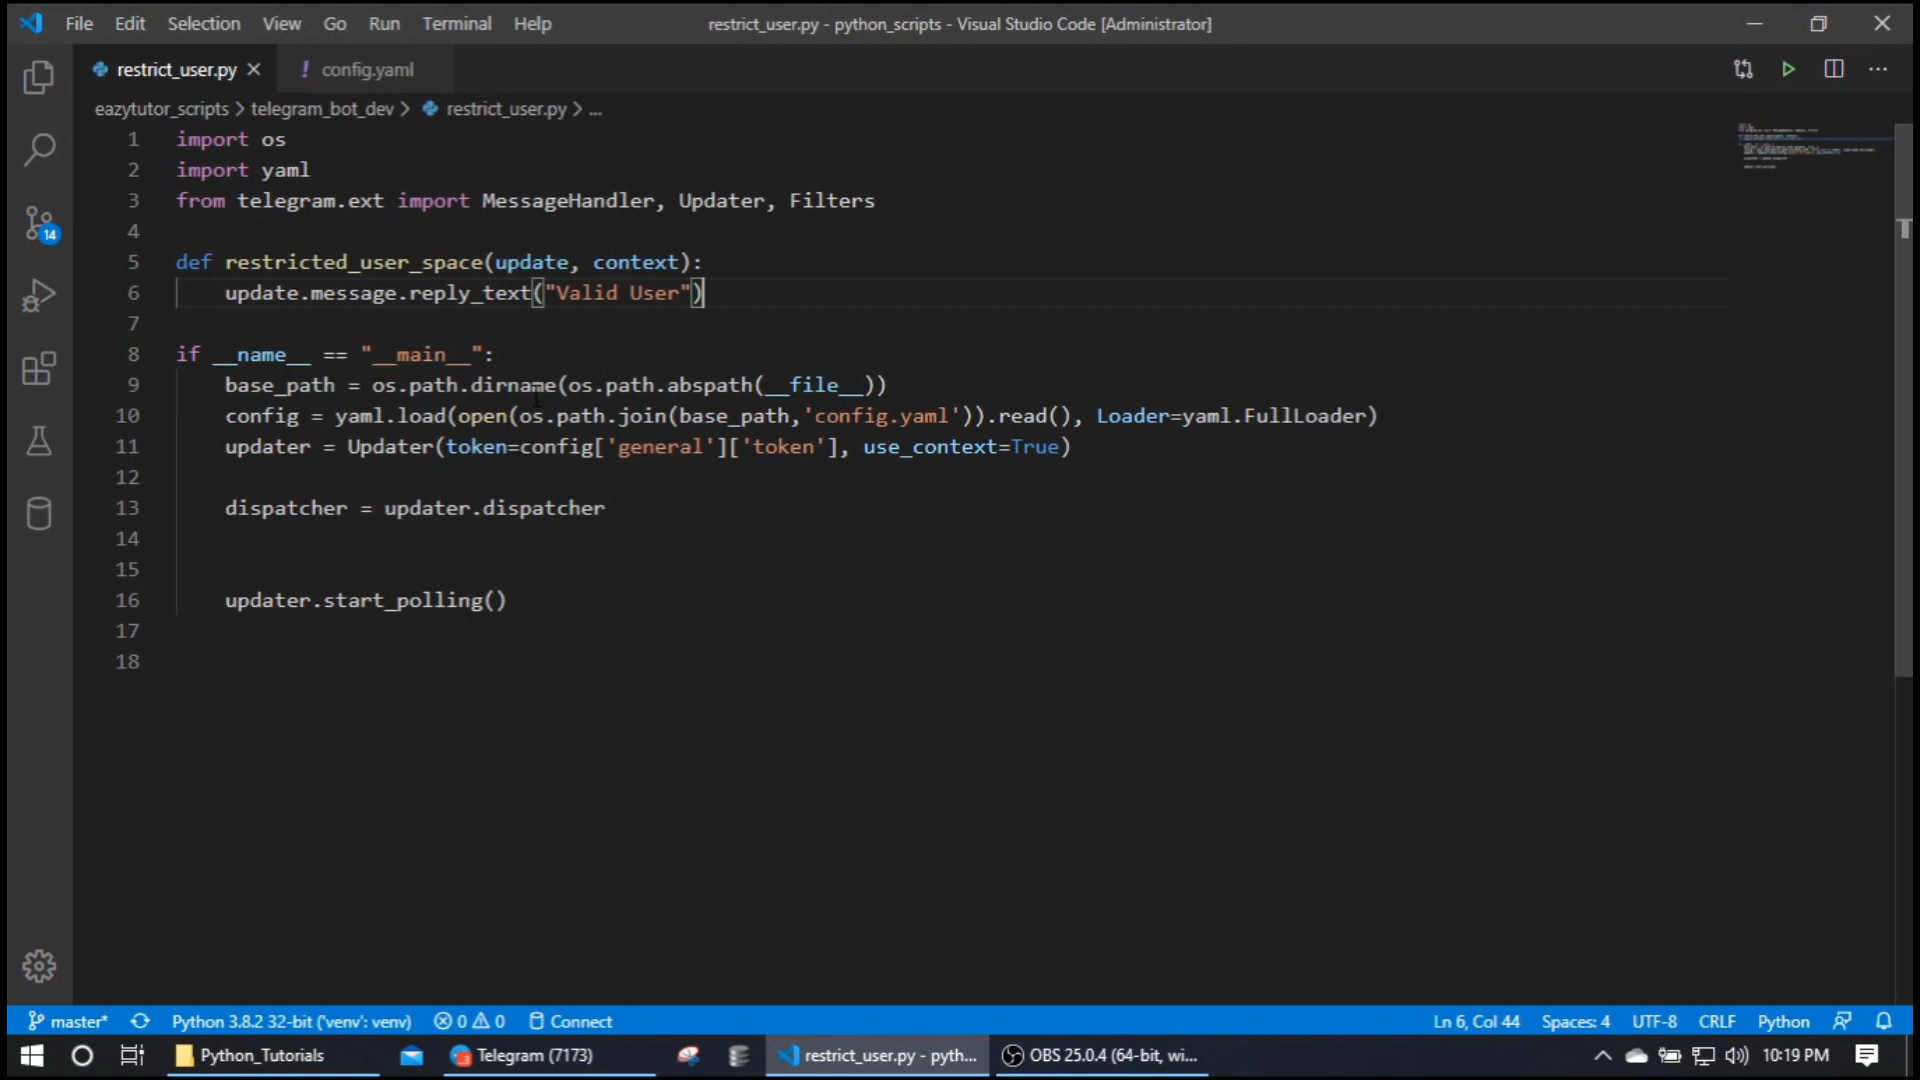 File Edit Selection View Go Run Terminal Help restrict_user.py - python_scripts - Visual Studio Code [Administrator]
restrict_user.py config.yaml
eazytutor_scripts > telegram_bot_dev > restrict_user.py > ...
1 import os
2 import yaml
3 from telegram.ext import MessageHandler, Updater, Filters
4
5 def restricted_user_space(update, context):
6 update.message.reply_text("Valid User")
7
8 if __name__ == "__main__":
9 base_path = os.path.dirname(os.path.abspath(__file__))
10 config = yaml.load(open(os.path.join(base_path,'config.yaml')).read(), Loader=yaml.FullLoader)
11 updater = Updater(token=config['general']['token'], use_context=True)
12
13 dispatcher = updater.dispatcher
14
15
16 updater.start_polling()
17
18
14
master* Python 3.8.2 32-bit ('venv': venv) 0 0 Connect Ln 6, Col 44 Spaces: 4 UTF-8 CRLF Python
Python_Tutorials Telegram (7173) restrict_user.py - pyth... OBS 25.0.4 (64-bit, wi... 10:19 PM